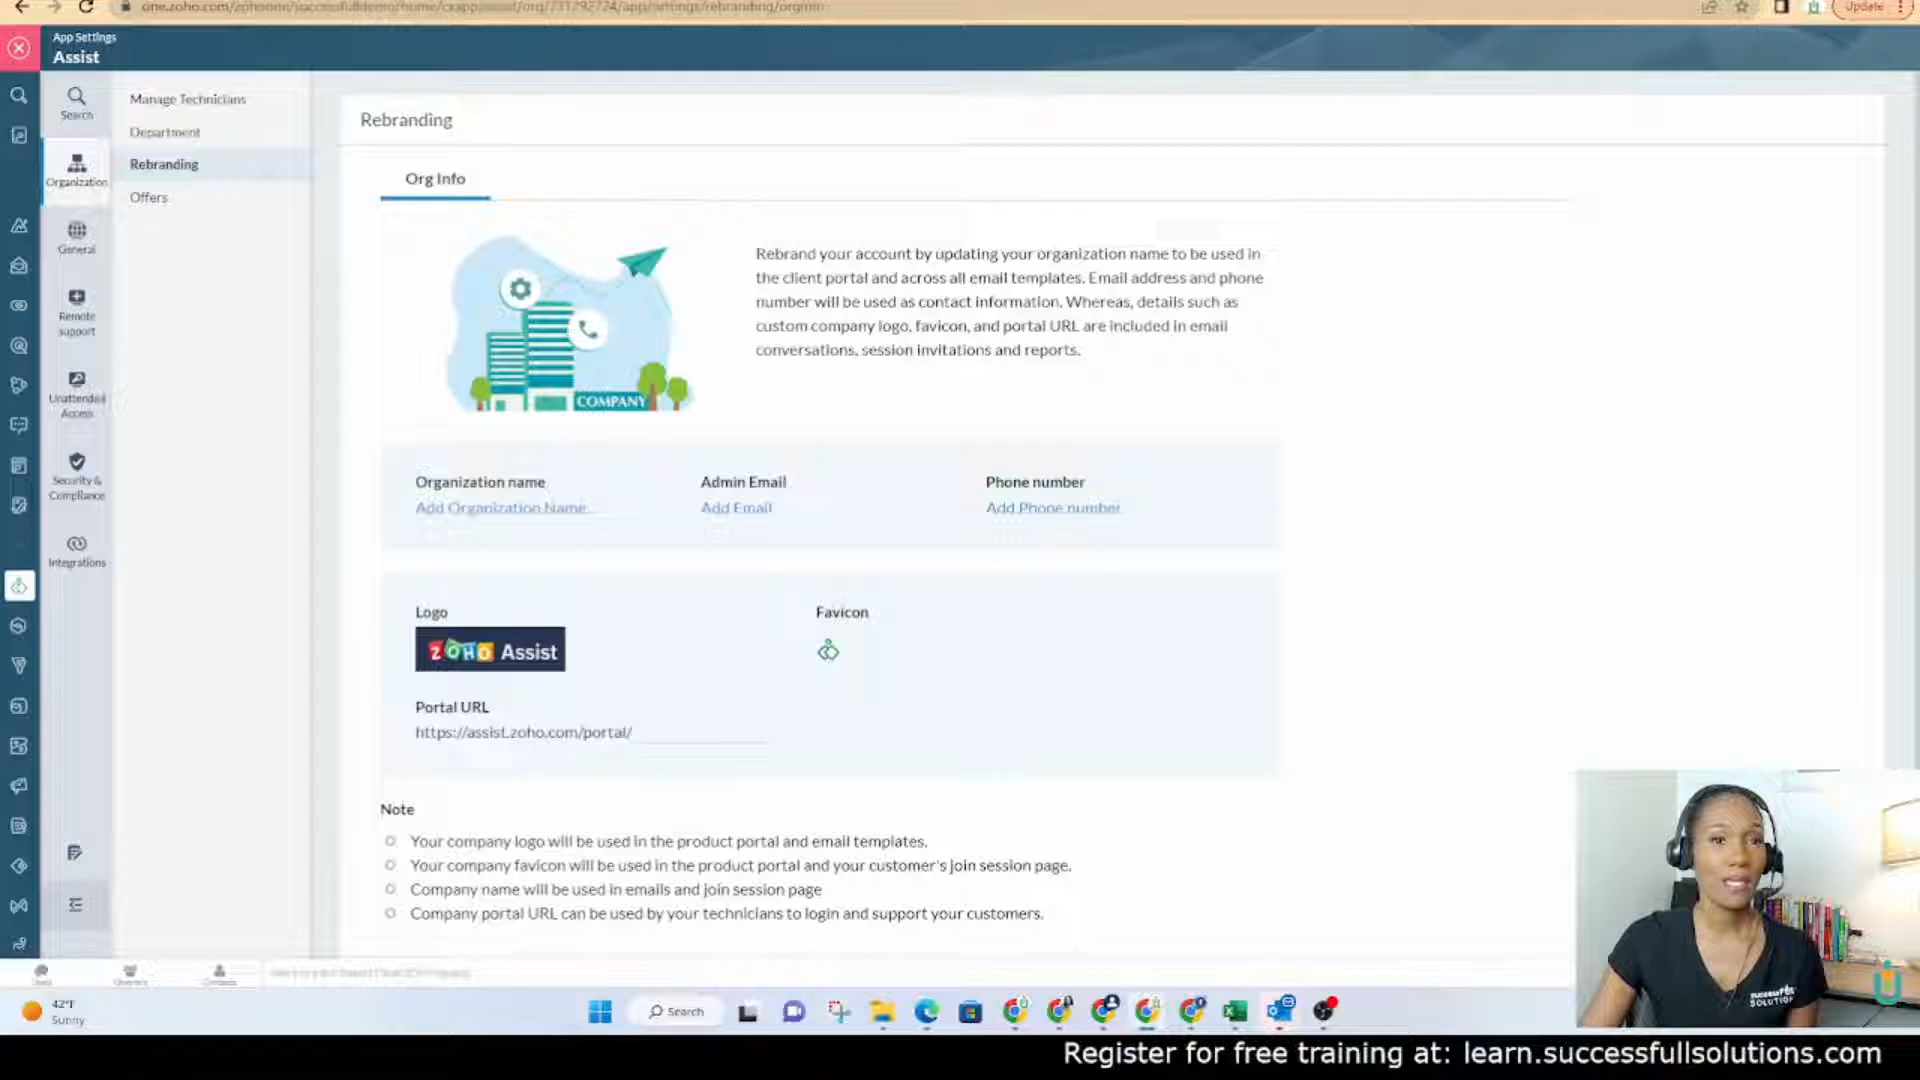 App Settings
Assist
Update
Search
Organization
General
Remote
support
Unattended
Access
Security &
Compliance
Integrations
Manage Technicians
Department
Rebranding
Offers
Rebranding
Org Info
COMPANY
Rebrand your account by updating your organization name to be used in
the client portal and across all email templates. Email address and phone
number will be used as contact information. Whereas, details such as
custom company logo, favicon, and portal URL are included in email
conversations, session invitations and reports.
Organization name
Add Organization Name
Admin Email
Add Email
Phone number
Add Phone number
Logo
ZOHO Assist
Favicon
Portal URL
https://assist.zoho.com/portal/
Note
Your company logo will be used in the product portal and email templates.
Your company favicon will be used in the product portal and your customer's join session page.
Company name will be used in emails and join session page
Company portal URL can be used by your technicians to login and support your customers.
42°F
Sunny
Search
SOLUTION
Register for free training at: learn.successfullsolutions.com